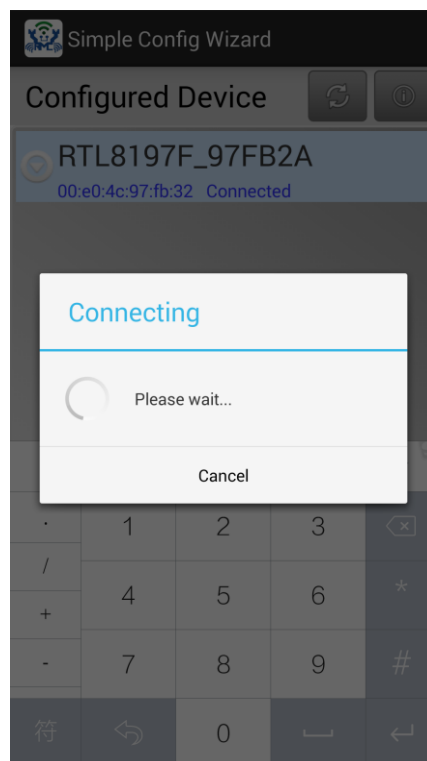 Simple Config Wizard
Configured Device
RTL8197F_97FB2A
00:e0:4c:97:fb:32 Connected
Connecting
Please wait...
Cancel
. 1 2 3
/
4 5 6 *
+
- 7 8 9 #
符 0